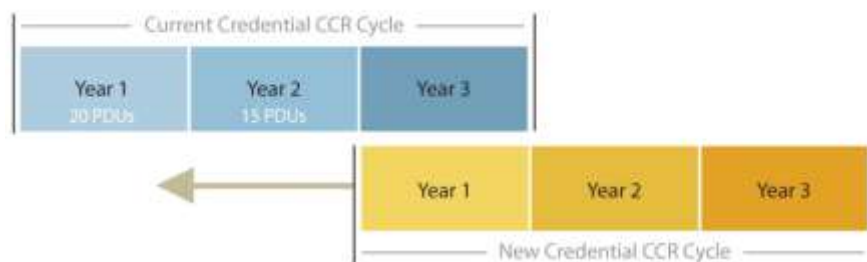 Current Credential CCR Cycle
Year 1
20 PDUs
Year 2
15 PDUs
Year 3
Year 1
Year 2
Year 3
New Credential CCR Cycle